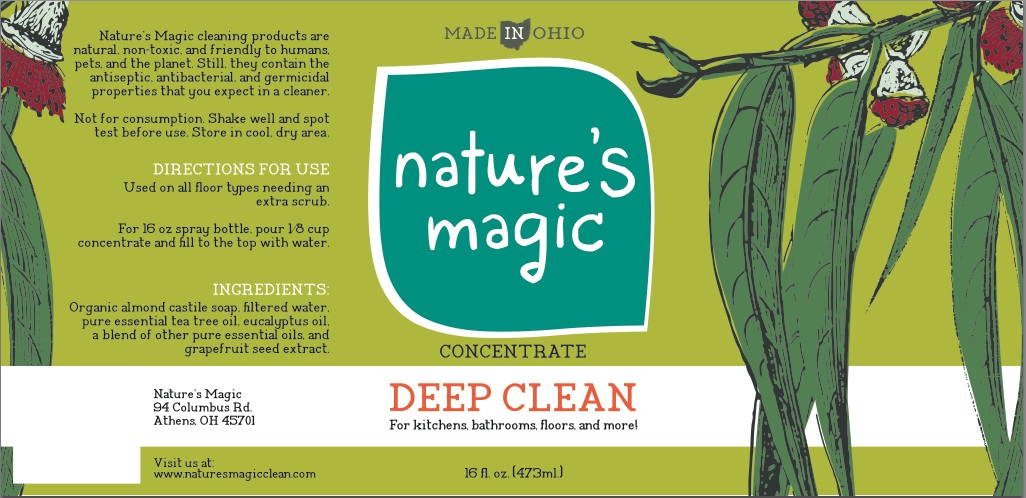 Nature's Magic cleaning products are
natural, non-toxic, and friendly to humans,
pets, and the planet. Still, they contain the
antiseptic, antibacterial, and germicidal
properties that you expect in a cleaner.
Not for consumption. Shake well and spot
test before use. Store in cool, dry area.
DIRECTIONS FOR USE
Used on all floor types needing an
extra scrub.
For 16 oz spray bottle, pour 1/8 cup
concentrate and fill to the top with water.
INGREDIENTS:
Organic almond castile soap, filtered water,
pure essential tea tree oil, eucalyptus oil,
a blend of other pure essential oils, and
grapefruit seed extract.
Nature's Magic
94 Columbus Rd.
Athens, OH 45701
Visit us at:
www.naturesmagicclean.com
MADE IN OHIO
nature's
magic
CONCENTRATE
DEEP CLEAN
For kitchens, bathrooms, floors, and more!
16 fl. oz. (473ml.)